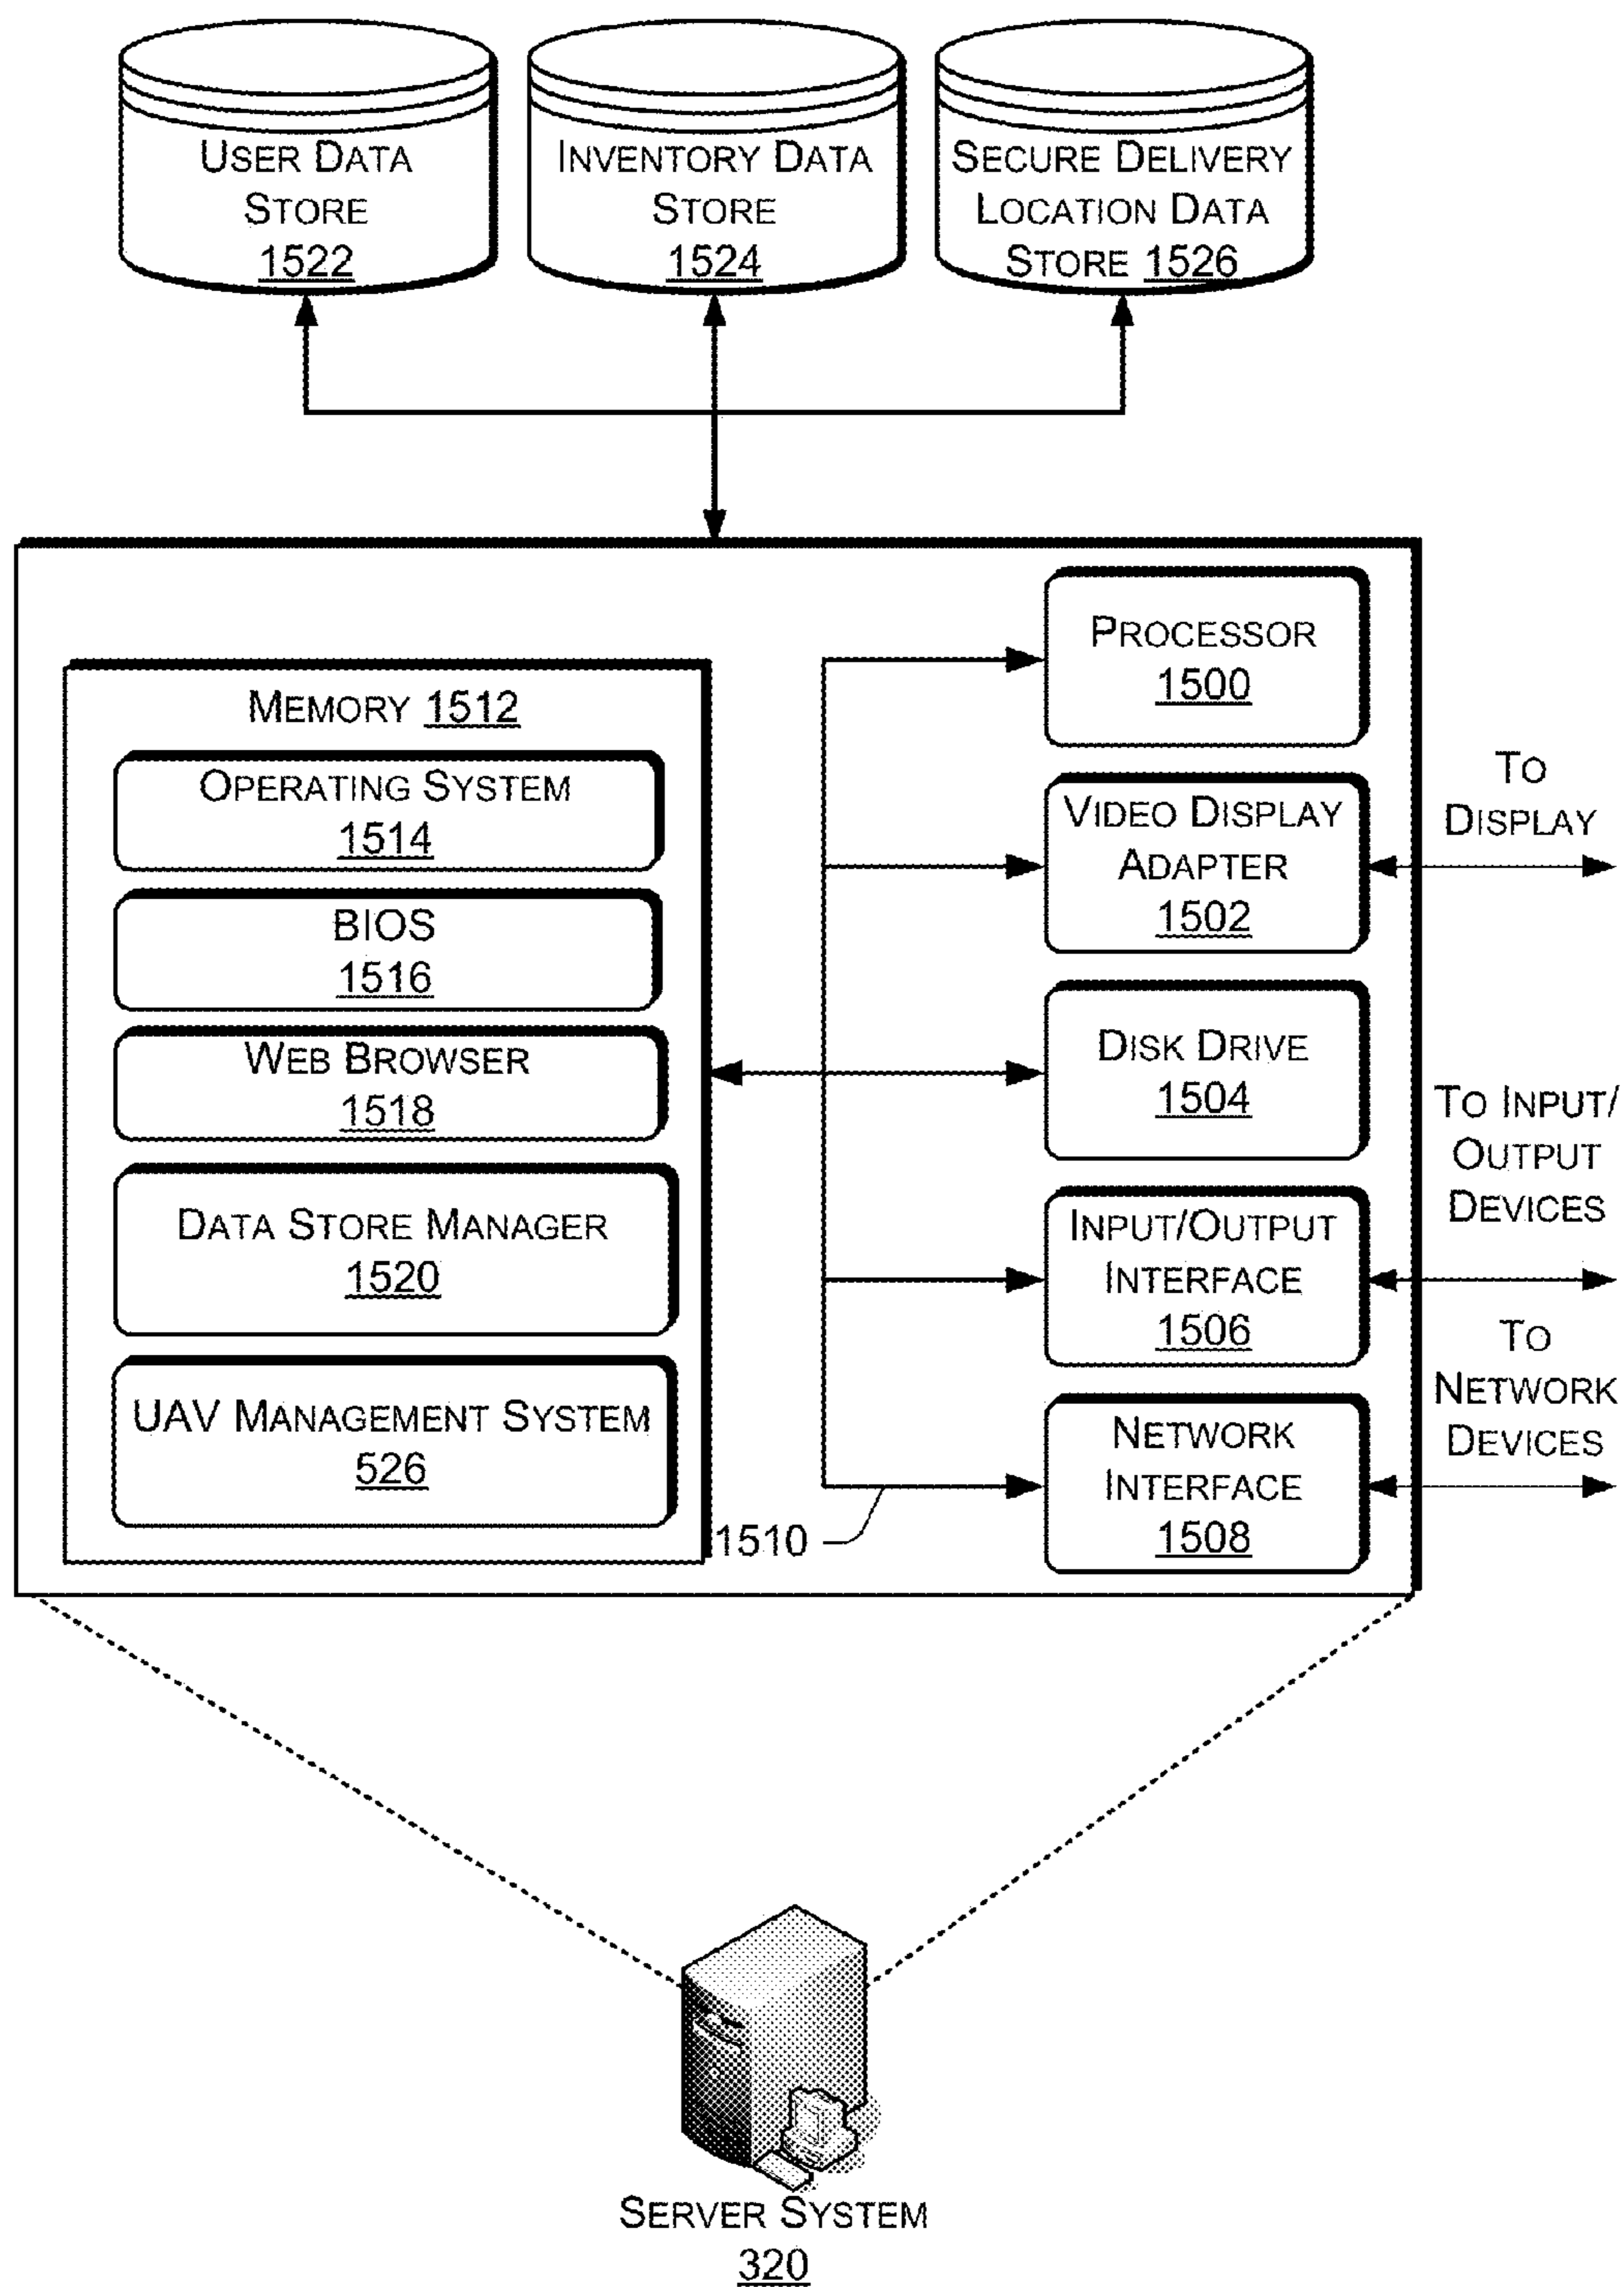 USER DATA
STORE
1522
INVENTORY DATA
STORE
1524
SECURE DELIVERY
LOCATION DATA
STORE 1526
MEMORY 1512
OPERATING SYSTEM
1514
BIOS
1516
WEB BROWSER
1518
DATA STORE MANAGER
1520
UAV MANAGEMENT SYSTEM
526
PROCESSOR
1500
VIDEO DISPLAY
ADAPTER
1502
DISK DRIVE
1504
INPUT/OUTPUT
INTERFACE
1506
NETWORK
INTERFACE
1508
1510
TO
DISPLAY
TO INPUT/
OUTPUT
DEVICES
TO
NETWORK
DEVICES
SERVER SYSTEM
320